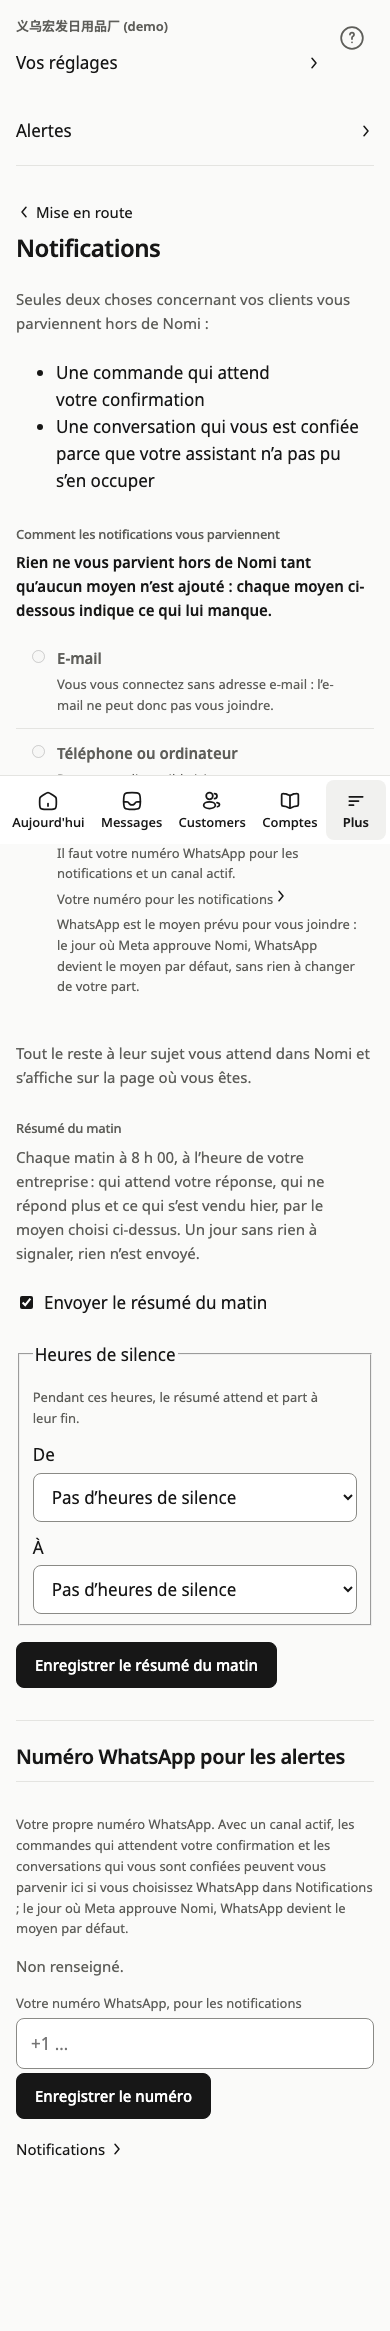 义乌宏发日用品厂 (demo)
Vos réglages
Alertes
Mise en route
Notifications
Seules deux choses concernant vos clients vous
parviennent hors de Nomi :
Une commande qui attend
votre confirmation
Une conversation qui vous est confiée
parce que votre assistant n’a pas pu
s’en occuper
Comment les notifications vous parviennent
Rien ne vous parvient hors de Nomi tant
qu’aucun moyen n’est ajouté : chaque moyen ci-
dessous indique ce qui lui manque.
E-mail
Vous vous connectez sans adresse e-mail : l’e-
mail ne peut donc pas vous joindre.
Téléphone ou ordinateur
Aujourd'hui
Messages
Customers
Comptes
Plus
Il faut votre numéro WhatsApp pour les
notifications et un canal actif.
Votre numéro pour les notifications
WhatsApp est le moyen prévu pour vous joindre :
le jour où Meta approuve Nomi, WhatsApp
devient le moyen par défaut, sans rien à changer
de votre part.
Tout le reste à leur sujet vous attend dans Nomi et
s’affiche sur la page où vous êtes.
Résumé du matin
Chaque matin à 8 h 00, à l’heure de votre
entreprise : qui attend votre réponse, qui ne
répond plus et ce qui s’est vendu hier, par le
moyen choisi ci-dessus. Un jour sans rien à
signaler, rien n’est envoyé.
Envoyer le résumé du matin
Heures de silence
Pendant ces heures, le résumé attend et part à
leur fin.
De
Pas d’heures de silence
À
Pas d’heures de silence
Enregistrer le résumé du matin
Numéro WhatsApp pour les alertes
Votre propre numéro WhatsApp. Avec un canal actif, les
commandes qui attendent votre confirmation et les
conversations qui vous sont confiées peuvent vous
parvenir ici si vous choisissez WhatsApp dans Notifications
; le jour où Meta approuve Nomi, WhatsApp devient le
moyen par défaut.
Non renseigné.
Votre numéro WhatsApp, pour les notifications
+1 …
Enregistrer le numéro
Notifications